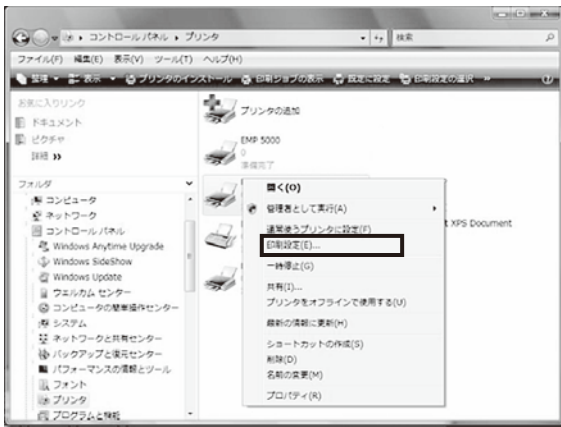 コントロール パネル ▸ プリンタ
検索
ファイル(F) 編集(E) 表示(V) ツール(T) ヘルプ(H)
整理 表示 プリンタのインストール 印刷ジョブの表示 既定に設定 印刷設定の選択 »
お気に入りリンク
ドキュメント
ピクチャ
詳細 »
フォルダ
コンピュータ
ネットワーク
コントロール パネル
Windows Anytime Upgrade
Windows SideShow
Windows Update
ウェルカム センター
コンピュータの簡単操作センター
システム
ネットワークと共有センター
バックアップと復元センター
パフォーマンスの情報とツール
フォント
プリンタ
プログラムと機能
プリンタの追加
EMP 5000
0
準備完了
t XPS Document
開く(O)
管理者として実行(A)
通常使うプリンタに設定(F)
印刷設定(E)...
一時停止(G)
共有(I)...
プリンタをオフラインで使用する(U)
最新の情報に更新(H)
ショートカットの作成(S)
削除(D)
名前の変更(M)
プロパティ(R)